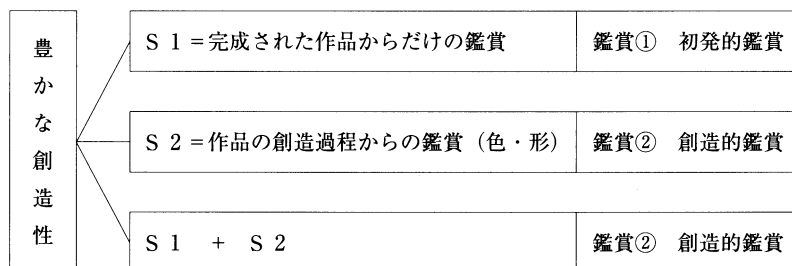 豊かな創造性
S 1 =完成された作品からだけの鑑賞 鑑賞① 初発的鑑賞
S 2 =作品の創造過程からの鑑賞（色・形） 鑑賞② 創造的鑑賞
S 1 + S 2 鑑賞② 創造的鑑賞